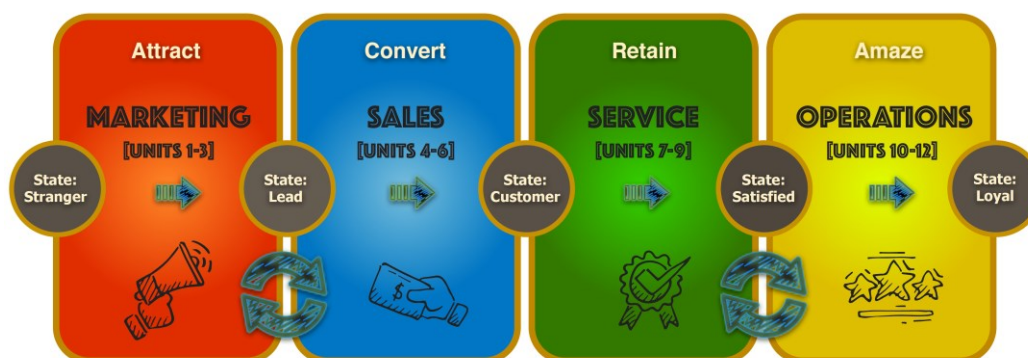 Attract
Convert
Retain
Amaze
MARKETING
[UNITS 1-3]
SALES
[UNITS 4-6]
SERVICE
[UNITS 7-9]
OPERATIONS
[UNITS 10-12]
State:
Stranger
State:
Lead
State:
Customer
State:
Satisfied
State:
Loyal
$